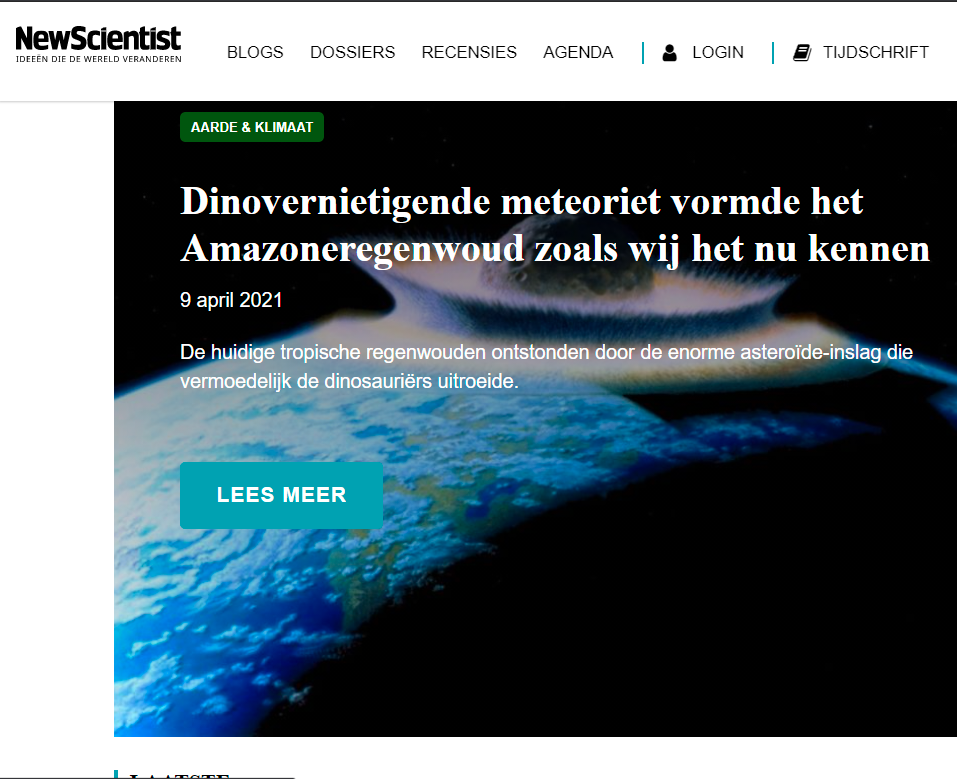 NewScientist
IDEEËN DIE DE WERELD VERANDEREN
BLOGS DOSSIERS RECENSIES AGENDA LOGIN TIJDSCHRIFT
AARDE & KLIMAAT
Dinovernietigende meteoriet vormde het
Amazoneregenwoud zoals wij het nu kennen
9 april 2021
De huidige tropische regenwouden ontstonden door de enorme asteroïde-inslag die
vermoedelijk de dinosauriërs uitroeide.
LEES MEER
LAATSTE